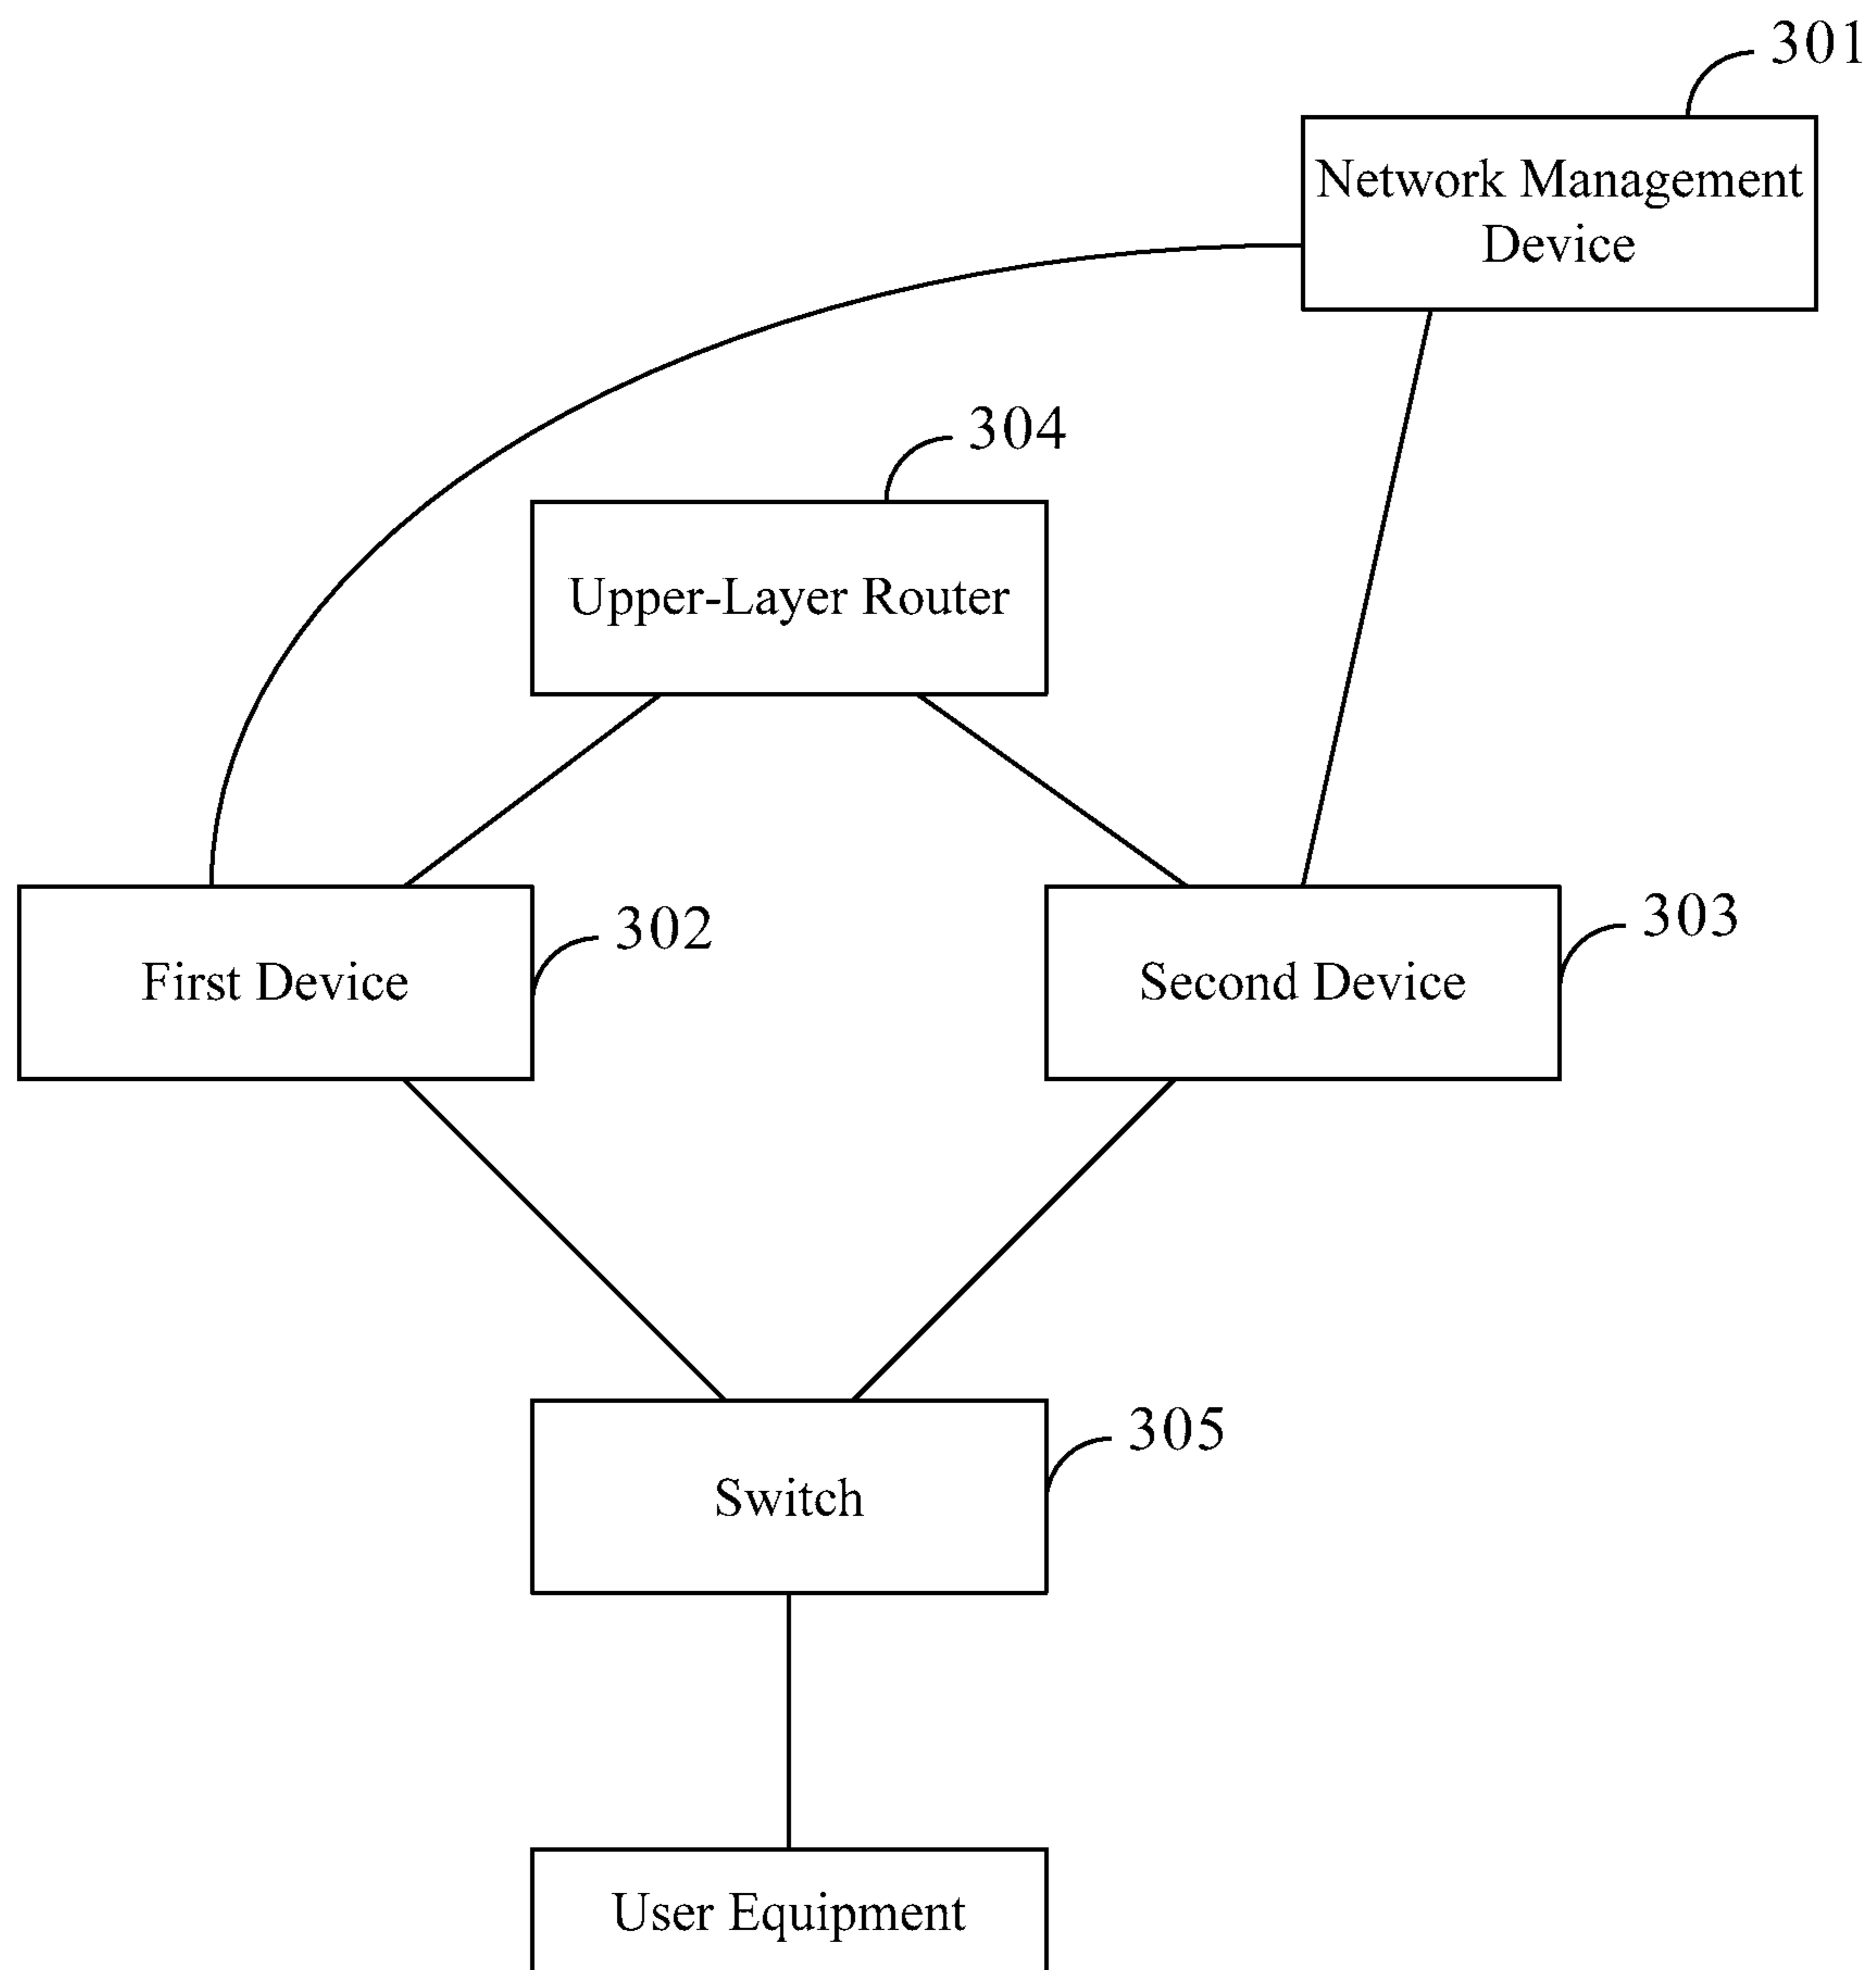 301
Network Management
Device
304
Upper-Layer Router
302
First Device
303
Second Device
305
Switch
User Equipment